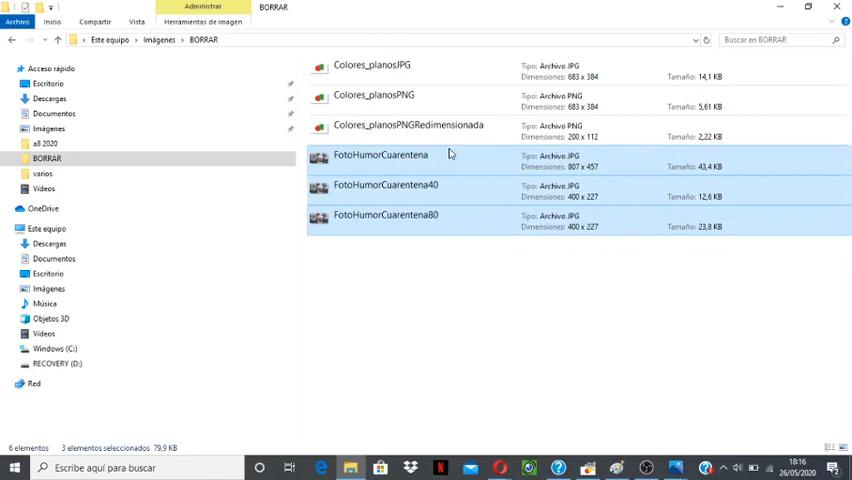 Administrar
BORRAR
Archivo
Inicio
Compartir
Vista
Herramientas de imagen
Este equipo
Imágenes
BORRAR
Buscar en BORRAR
Acceso rápido
Escritorio
Descargas
Documentos
Imágenes
a8 2020
BORRAR
varios
Vídeos
OneDrive
Este equipo
Descargas
Documentos
Escritorio
Imágenes
Música
Objetos 3D
Vídeos
Windows (C:)
RECOVERY (D:)
Red
Colores_planosJPG
Tipo: Archivo JPG
Dimensiones: 683 x 384
Tamaño: 14,1 KB
Colores_planosPNG
Tipo: Archivo PNG
Dimensiones: 683 x 384
Tamaño: 5,61 KB
Colores_planosPNGRedimensionada
Tipo: Archivo PNG
Dimensiones: 200 x 112
Tamaño: 2,22 KB
FotoHumorCuarentena
Tipo: Archivo JPG
Dimensiones: 807 x 457
Tamaño: 43,4 KB
FotoHumorCuarentena40
Tipo: Archivo JPG
Dimensiones: 400 x 227
Tamaño: 12,6 KB
FotoHumorCuarentena80
Tipo: Archivo JPG
Dimensiones: 400 x 227
Tamaño: 23,8 KB
6 elementos
3 elementos seleccionados 79,9 KB
Escribe aquí para buscar
18:16
26/05/2020